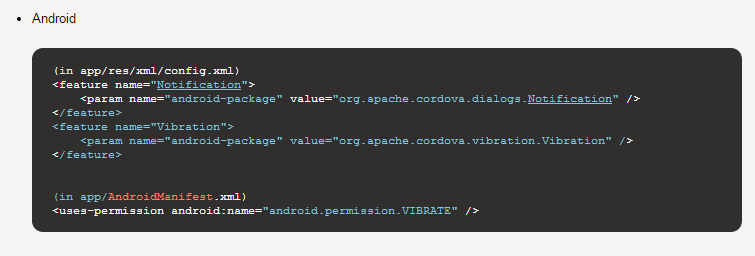 Android
(in app/res/xml/config.xml)
<feature name="Notification">
    <param name="android-package" value="org.apache.cordova.dialogs.Notification" />
</feature>
<feature name="Vibration">
    <param name="android-package" value="org.apache.cordova.vibration.Vibration" />
</feature>
(in app/AndroidManifest.xml)
<uses-permission android:name="android.permission.VIBRATE" />